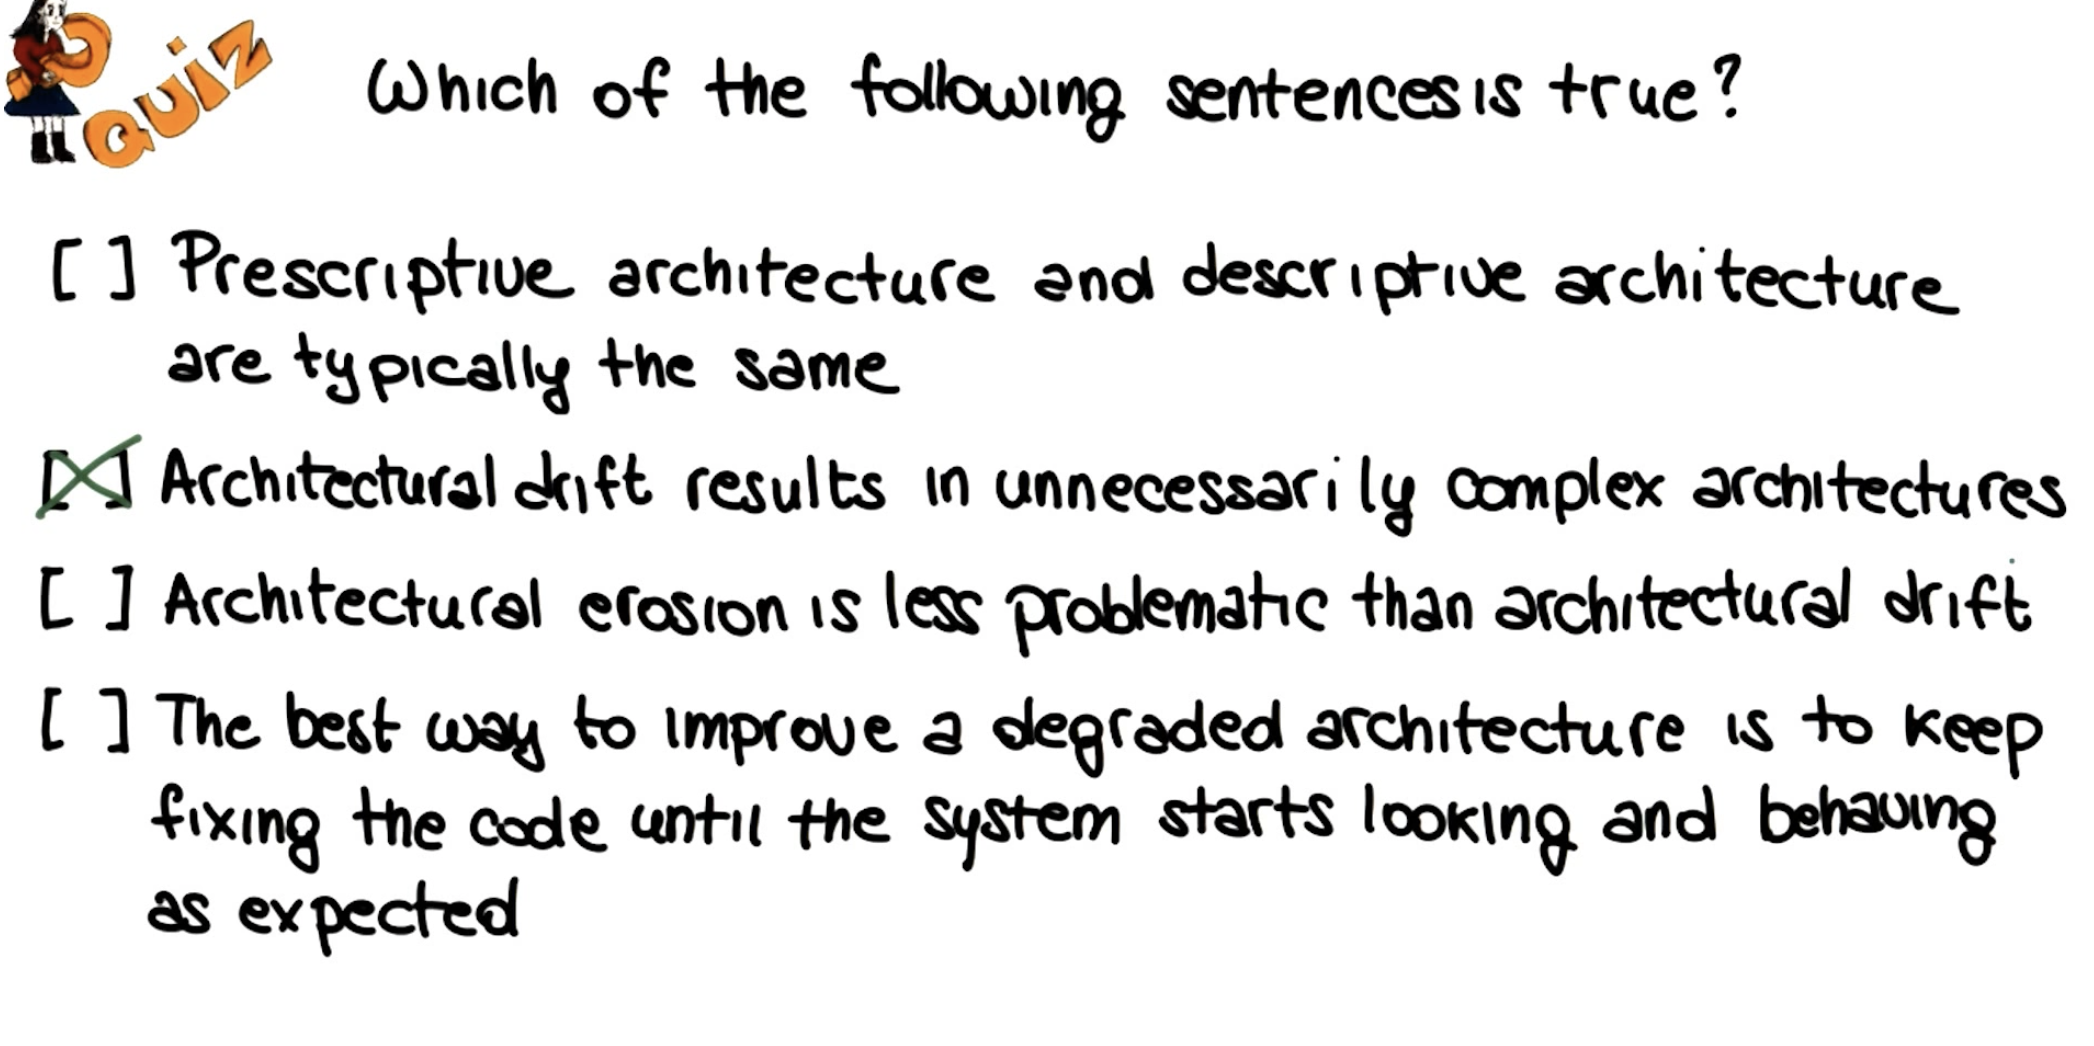 QUIZ
Which of the following sentences is true?
[ ] Prescriptive architecture and descriptive architecture
are typically the same
[X] Architectural drift results in unnecessarily complex architectures
[ ] Architectural erosion is less problematic than architectural drift
[ ] The best way to improve a degraded architecture is to keep
fixing the code until the system starts looking and behaving
as expected